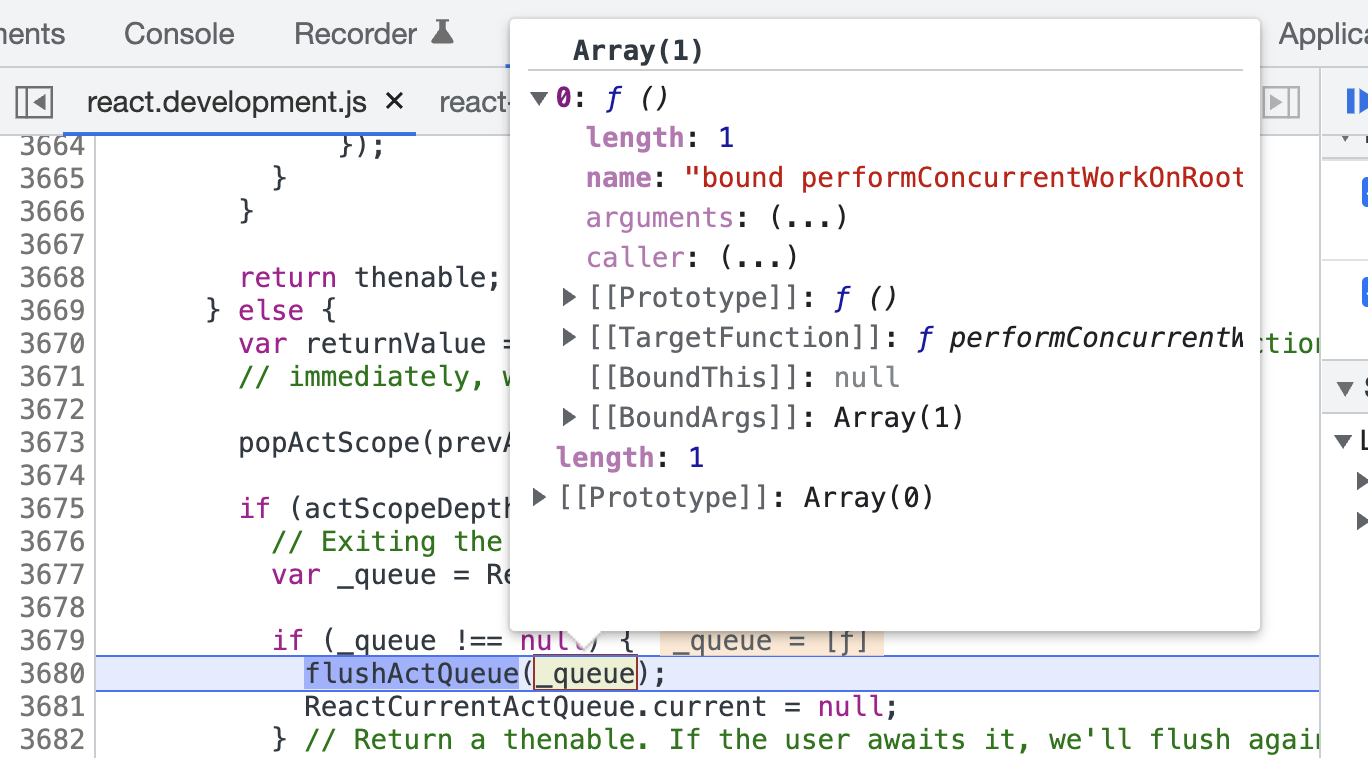 ments Console Recorder Applica
react.development.js × react-
Array(1)
0: ƒ ()
length: 1
name: "bound performConcurrentWorkOnRoot
arguments: (...)
caller: (...)
[[Prototype]]: ƒ ()
[[TargetFunction]]: ƒ performConcurrentW
[[BoundThis]]: null
[[BoundArgs]]: Array(1)
length: 1
[[Prototype]]: Array(0)
3664 });
3665 }
3666 }
3667
3668 return thenable;
3669 } else {
3670 var returnValue = ction
3671 // immediately, w
3672
3673 popActScope(prevA
3674
3675 if (actScopeDepth
3676 // Exiting the
3677 var _queue = Re
3678
3679 if (_queue !== null) { _queue = [ƒ]
3680 flushActQueue(_queue);
3681 ReactCurrentActQueue.current = null;
3682 } // Return a thenable. If the user awaits it, we'll flush again